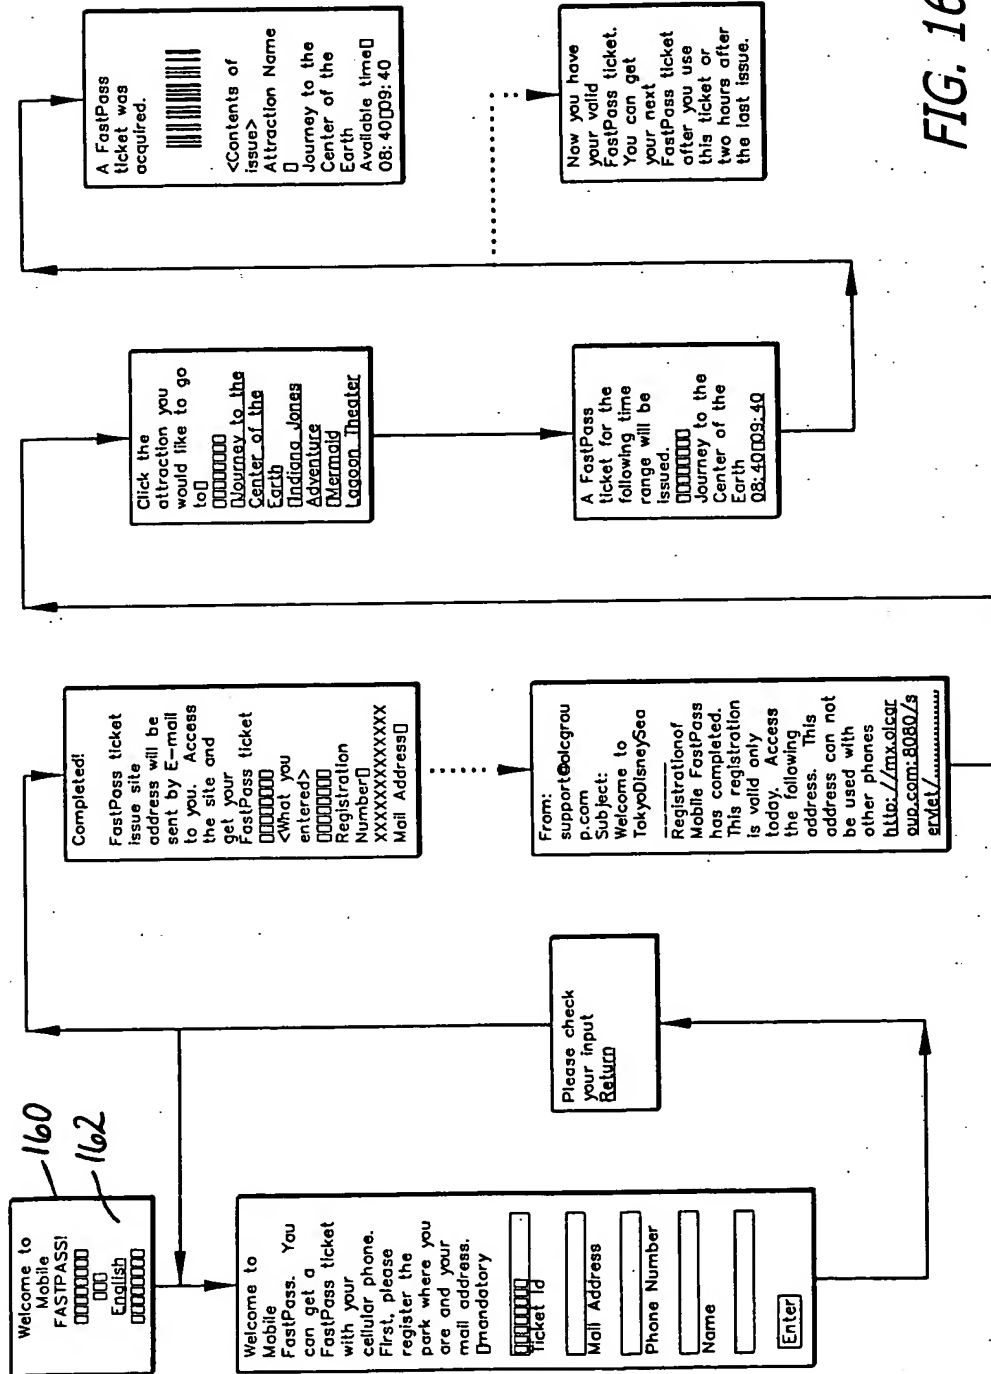 Welcome to
Mobile
FASTPASS!
▯▯▯▯▯▯▯▯
▯▯▯
English
▯▯▯▯▯▯▯▯
160
162
Welcome to
Mobile
FastPass. You
can get a
FastPass ticket
with your
cellular phone.
First, please
register the
park where you
are and your
mail address.
▯mandatory
▯▯▯▯▯▯▯▯
Ticket Id
Mail Address
Phone Number
Name
Enter
Please check
your input
Return
Completed!
FastPass ticket
issue site
address will be
sent by E-mail
to you. Access
the site and
get your
FastPass ticket
▯▯▯▯▯▯▯▯
<What you
entered>
▯▯▯▯▯▯▯▯
Registration
Number▯
XXXXXXXXXXXXXX
Mail Address▯
From:
support@olcgrou
p.com
Subject:
Welcome to
TokyoDisneySea
Registrationof
Mobile FastPass
has completed.
This registration
is valid only
today. Access
the following
address. This
address can not
be used with
other phones
http://mx.olcgr
oup.com:8080/s
ervlet/..............
Click the
attraction you
would like to go
to▯
▯▯▯▯▯▯▯▯
▯Journey to the
Center of the
Earth
▯Indiana Jones
Adventure
▯Mermaid
Lagoon Theater
A FastPass
ticket for the
following time
range will be
issued.
▯▯▯▯▯▯▯▯
Journey to the
Center of the
Earth
08:40▯09:40
A FastPass
ticket was
acquired.
<Contents of
issue>
Attraction Name
▯
Journey to the
Center of the
Earth
Available time▯
08:40▯09:40
Now you have
your valid
FastPass ticket.
You can get
your next
FastPass ticket
after you use
this ticket or
two hours after
the last issue.
FIG. 16